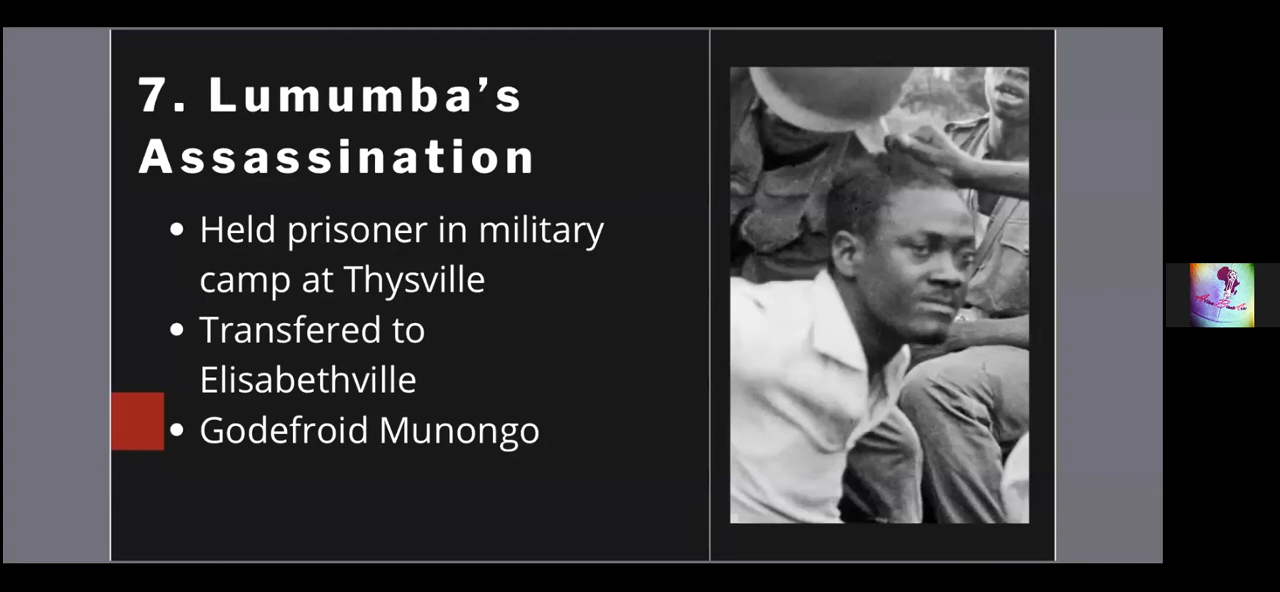 7. Lumumba’s
Assassination
• Held prisoner in military
camp at Thysville
• Transfered to
Elisabethville
• Godefroid Munongo